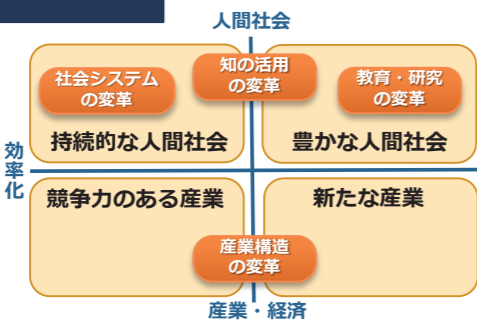 人間社会
社会システム
の変革
知の活用
の変革
教育・研究
の変革
持続的な人間社会
豊かな人間社会
効率化
競争力のある産業
新たな産業
産業構造
の変革
産業・経済